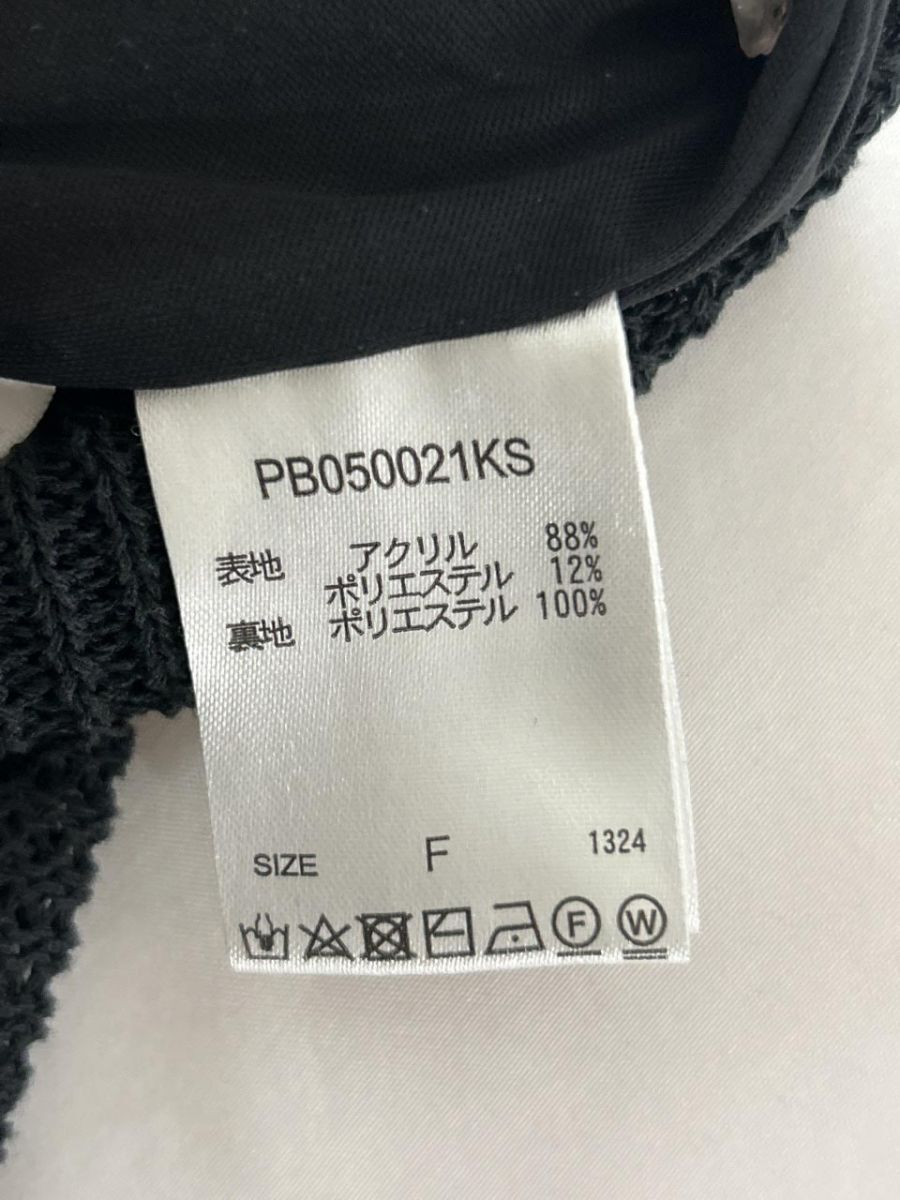 PB050021KS
表地 アクリル 88%
ポリエステル 12%
裏地 ポリエステル 100%
SIZE F 1324
F W